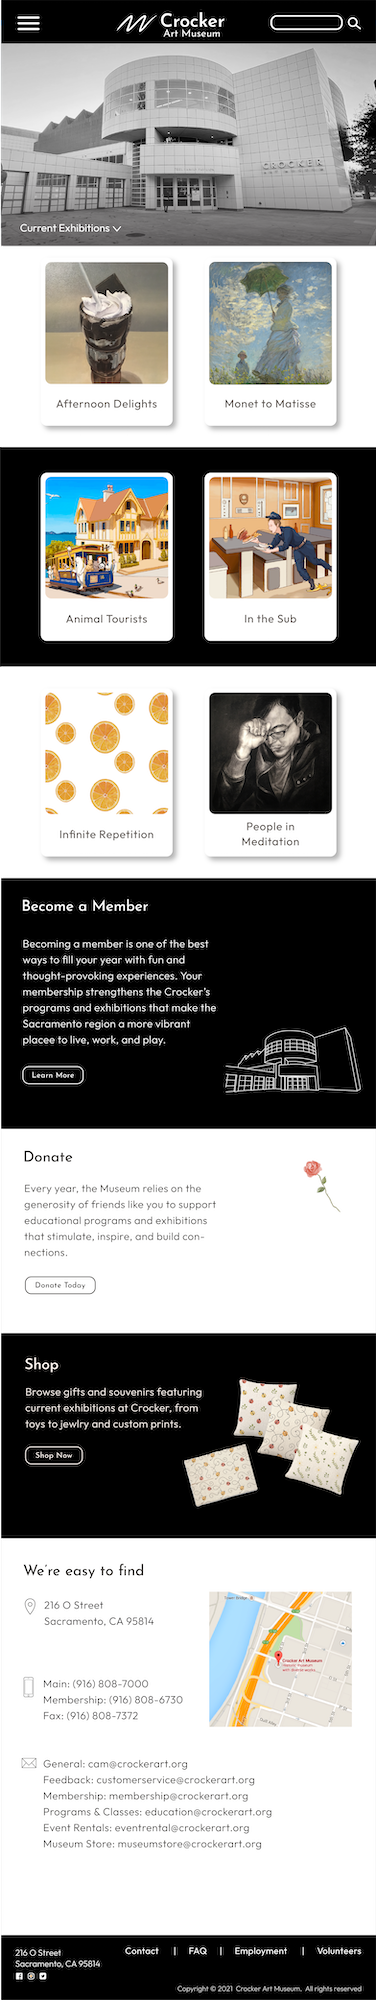 Crocker
Art Museum
CROCKER
Current Exhibitions
Afternoon Delights
Monet to Matisse
Animal Tourists
In the Sub
Infinite Repetition
People in
Meditation
Become a Member
Becoming a member is one of the best
ways to fill your year with fun and
thought-provoking experiences. Your
membership strengthens the Crocker's
programs and exhibitions that make the
Sacramento region a more vibrant
placee to live, work, and play.
Learn More
Donate
Every year, the Museum relies on the
generosity of friends like you to support
educational programs and exhibitions
that stimulate, inspire, and build con-
nections.
Donate Today
Shop
Browse gifts and souvenirs featuring
current exhibitions at Crocker, from
toys to jewlry and custom prints.
Shop Now
We're easy to find
216 O Street
Sacramento, CA 95814
Crocker Art Museum
Main: (916) 808-7000
Membership: (916) 808-6730
Fax: (916) 808-7372
General: cam@crockerart.org
Feedback: customerservice@crockerart.org
Membership: membership@crockerart.org
Programs & Classes: education@crockerart.org
Event Rentals: eventrental@crockerart.org
Museum Store: museumstore@crockerart.org
216 O Street
Sacramento, CA 95814
Contact | FAQ | Employment | Volunteers
Copyright © 2021 Crocker Art Museum. All rights reserved